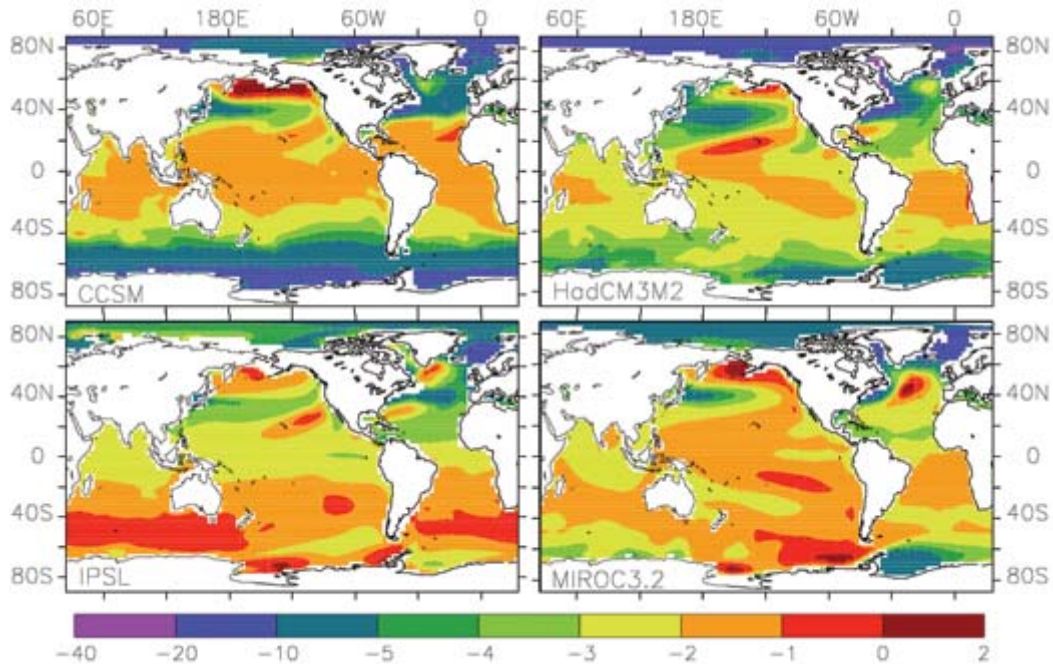 60E 180E 60W 0 60E 180E 60W 0
80N 80N
40N 40N
0 0
40S 40S
80S CCSM HadCM3M2 80S
80N 80N
40N 40N
0 0
40S 40S
80S IPSL MIROC3.2 80S
-40 -20 -10 -5 -4 -3 -2 -1 0 2